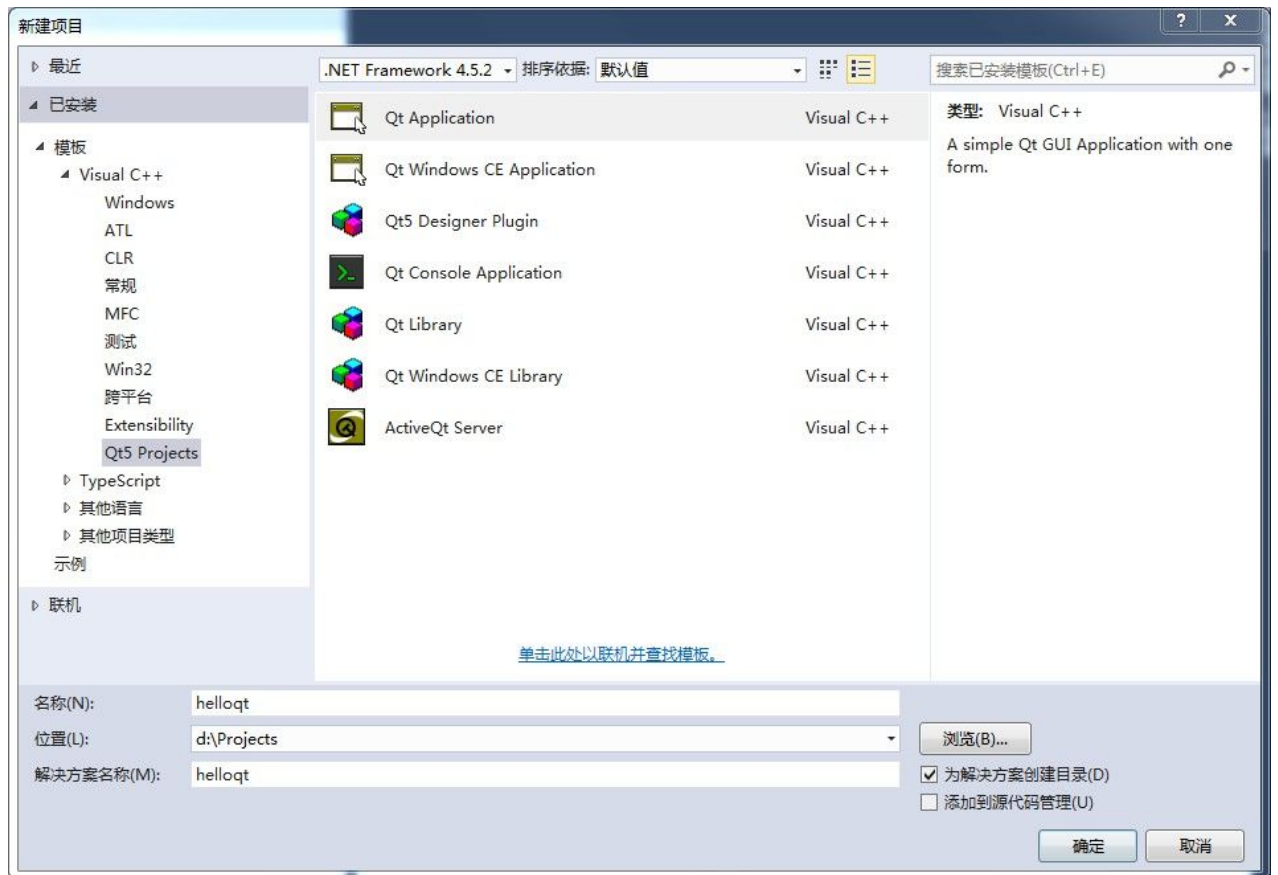 新建项目
? X
最近
.NET Framework 4.5.2 排序依据: 默认值
搜索已安装模板(Ctrl+E)
已安装
模板
Visual C++
Windows
ATL
CLR
常规
MFC
测试
Win32
跨平台
Extensibility
Qt5 Projects
TypeScript
其他语言
其他项目类型
示例
联机
Qt Application Visual C++
Qt Windows CE Application Visual C++
Qt5 Designer Plugin Visual C++
Qt Console Application Visual C++
Qt Library Visual C++
Qt Windows CE Library Visual C++
ActiveQt Server Visual C++
单击此处以联机并查找模板。
类型: Visual C++
A simple Qt GUI Application with one
form.
名称(N): helloqt
位置(L): d:\Projects
浏览(B)...
解决方案名称(M): helloqt
为解决方案创建目录(D)
添加到源代码管理(U)
确定 取消